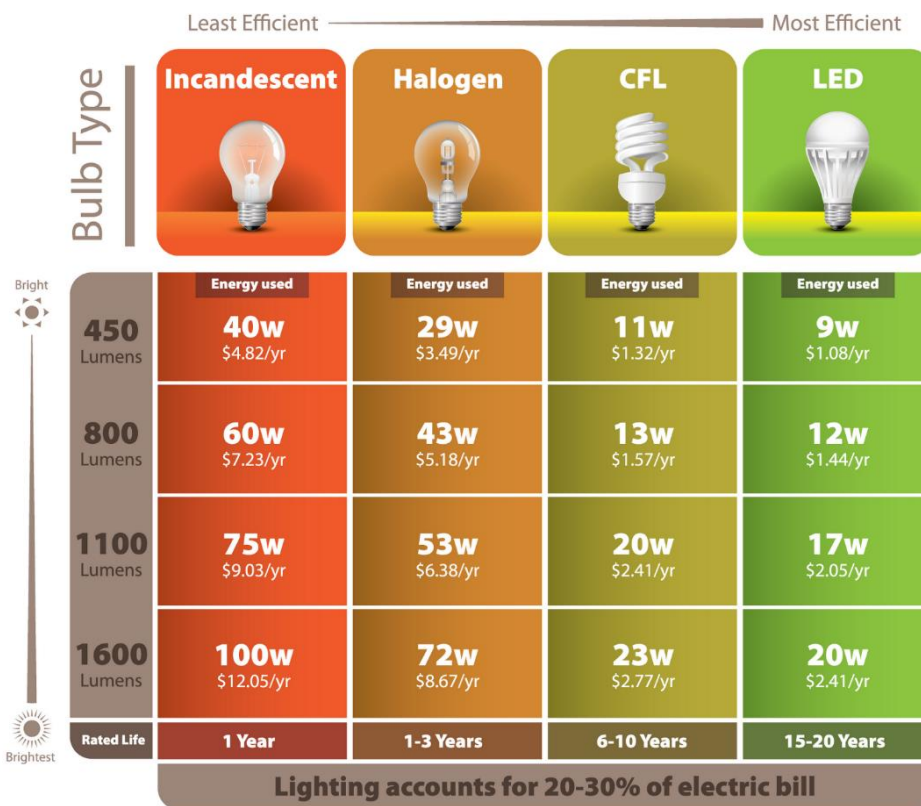 Least Efficient
Most Efficient
Bulb Type
Incandescent
Halogen
CFL
LED
Bright
Energy used
Energy used
Energy used
Energy used
450
Lumens
40w
$4.82/yr
29w
$3.49/yr
11w
$1.32/yr
9w
$1.08/yr
800
Lumens
60w
$7.23/yr
43w
$5.18/yr
13w
$1.57/yr
12w
$1.44/yr
1100
Lumens
75w
$9.03/yr
53w
$6.38/yr
20w
$2.41/yr
17w
$2.05/yr
1600
Lumens
100w
$12.05/yr
72w
$8.67/yr
23w
$2.77/yr
20w
$2.41/yr
Brightest
Rated Life
1 Year
1-3 Years
6-10 Years
15-20 Years
Lighting accounts for 20-30% of electric bill